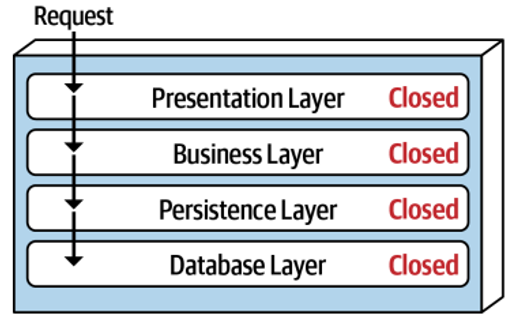 Request
Presentation Layer Closed
Business Layer Closed
Persistence Layer Closed
Database Layer Closed